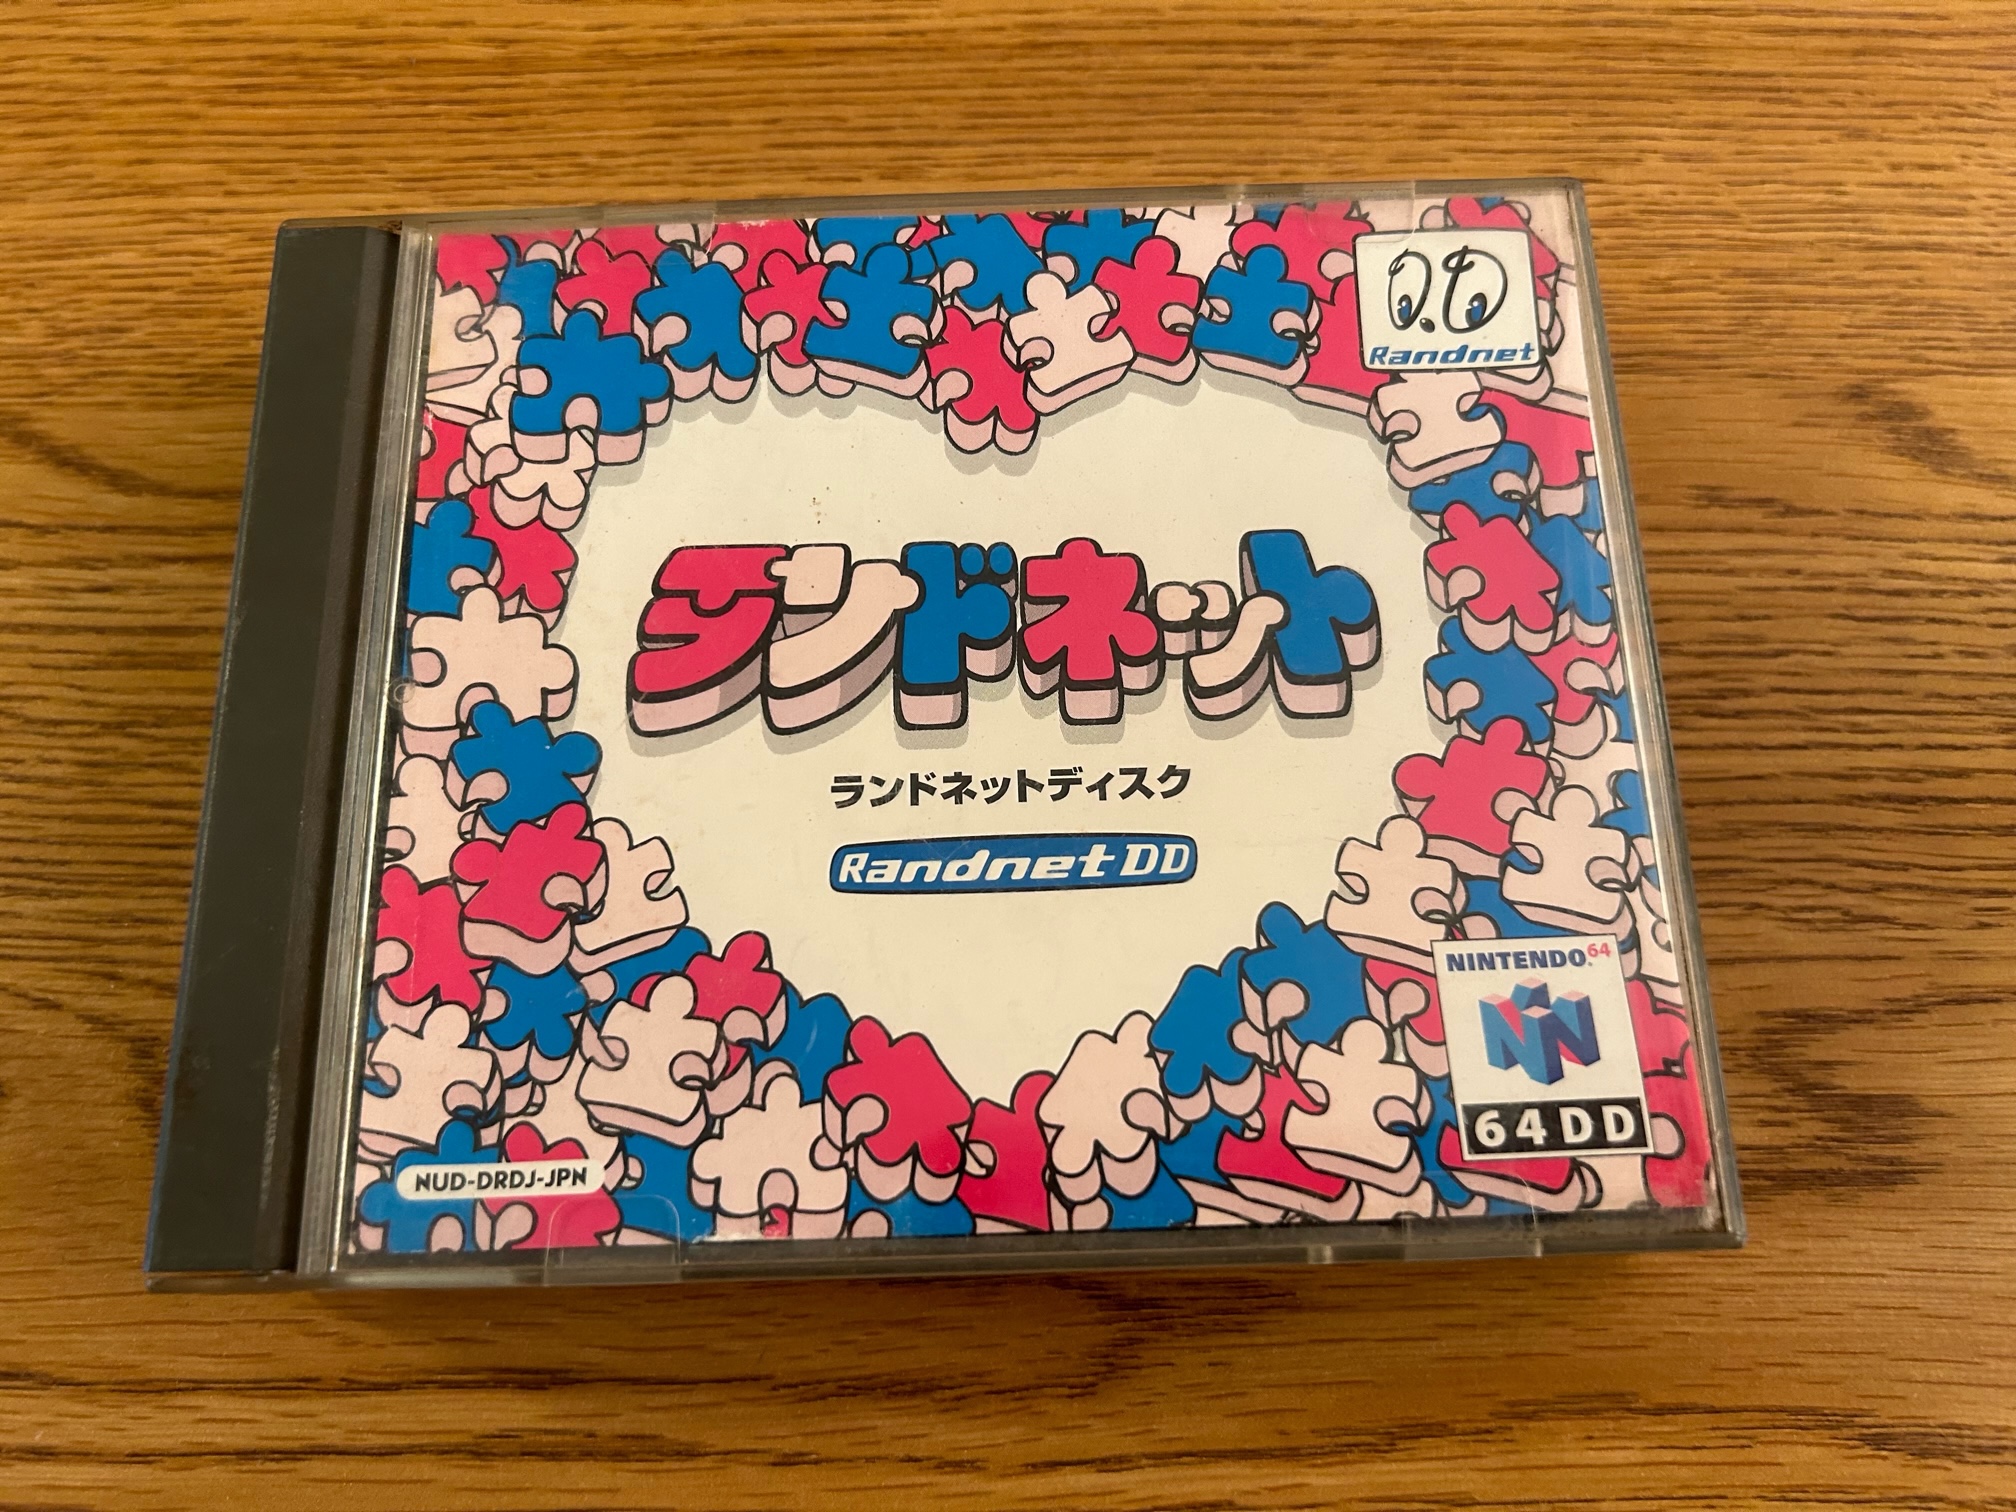 Randnet
ランドネット
ランドネットディスク
Randnet DD
NINTENDO64
64DD
NUD-DRDJ-JPN